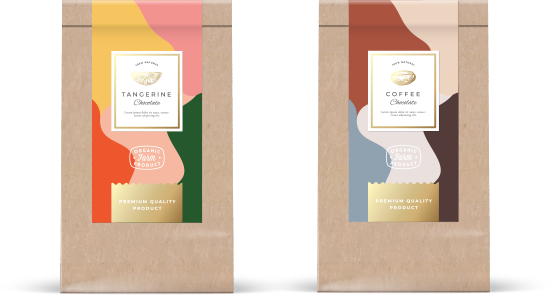 100% NATURAL
TANGERINE
Chocolate
ORGANIC
Farm
PRODUCT
PREMIUM QUALITY
PRODUCT
100% NATURAL
COFFEE
Chocolate
ORGANIC
Farm
PRODUCT
PREMIUM QUALITY
PRODUCT